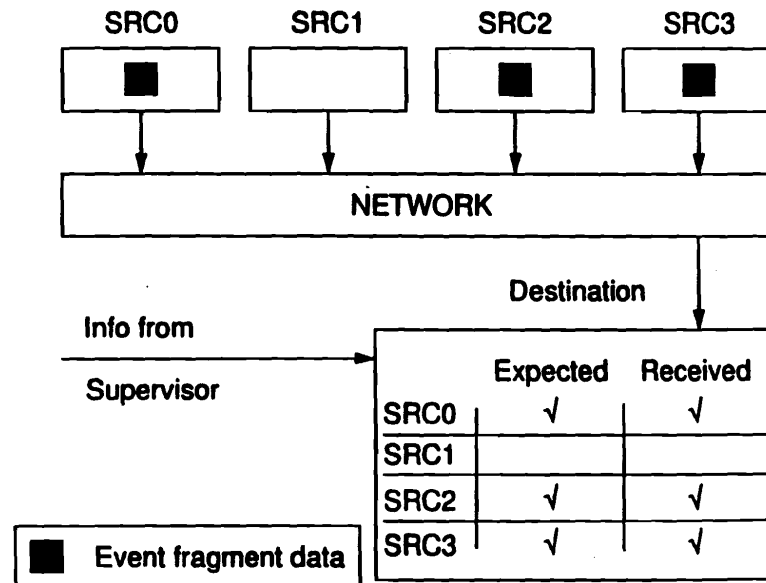 SRC0 SRC1 SRC2 SRC3
NETWORK
Destination
Info from
Supervisor
Expected Received
SRC0 √ √
SRC1
SRC2 √ √
SRC3 √ √
Event fragment data